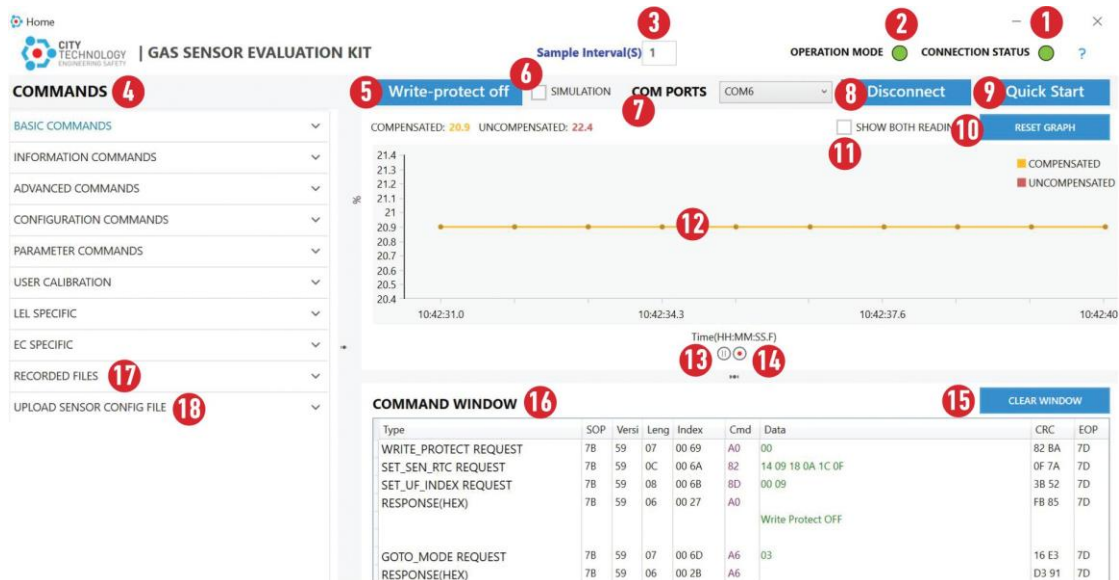 Home
3
2
1
CITY
TECHNOLOGY
ENGINEERING SAFETY
| GAS SENSOR EVALUATION KIT
Sample Interval(S) 1
OPERATION MODE
CONNECTION STATUS
?
COMMANDS 4
5 Write-protect off
6
SIMULATION
COM PORTS
7
COM6
8 Disconnect
9 Quick Start
BASIC COMMANDS
INFORMATION COMMANDS
ADVANCED COMMANDS
CONFIGURATION COMMANDS
PARAMETER COMMANDS
USER CALIBRATION
LEL SPECIFIC
EC SPECIFIC
RECORDED FILES 17
UPLOAD SENSOR CONFIG FILE 18
COMPENSATED: 20.9 UNCOMPENSATED: 22.4
SHOW BOTH READIN
10
RESET GRAPH
11
COMPENSATED
UNCOMPENSATED
%
21.4
21.3
21.2
21.1
21
20.9
20.8
20.7
20.6
20.5
20.4
12
10:42:31.0 10:42:34.3 10:42:37.6 10:42:40
Time(HH:MM:SS.F)
13
14
COMMAND WINDOW 16
15 CLEAR WINDOW
Type SOP Versi Leng Index Cmd Data CRC EOP
WRITE_PROTECT REQUEST 7B 59 07 00 69 A0 00 82 BA 7D
SET_SEN_RTC REQUEST 7B 59 0C 00 6A 82 14 09 18 0A 1C 0F 0F 7A 7D
SET_UF_INDEX REQUEST 7B 59 08 00 6B 8D 00 09 3B 52 7D
RESPONSE(HEX) 7B 59 06 00 27 A0 FB 85 7D
Write Protect OFF
GOTO_MODE REQUEST 7B 59 07 00 6D A6 03 16 E3 7D
RESPONSE(HEX) 7B 59 06 00 2B A6 D3 91 7D